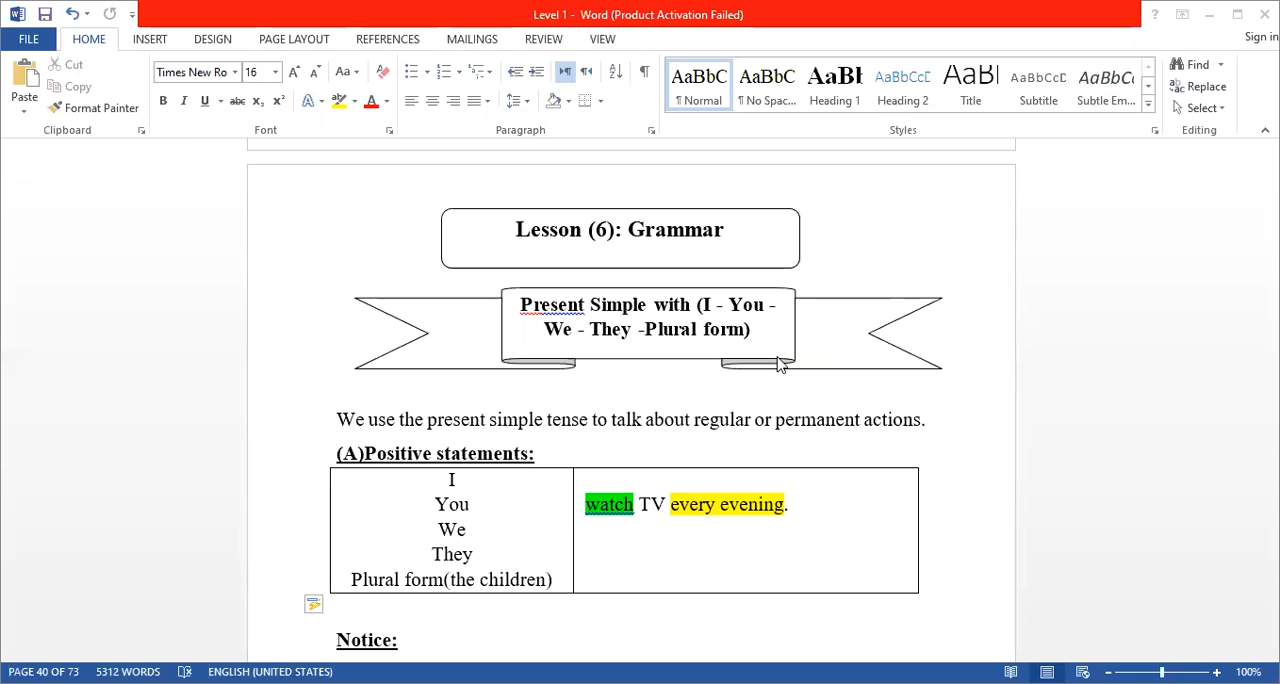 Level 1 - Word (Product Activation Failed)
FILE HOME INSERT DESIGN PAGE LAYOUT REFERENCES MAILINGS REVIEW VIEW Sign in
Paste
Cut
Copy
Format Painter
Clipboard
Times New Ro 16
Font
Paragraph
AaBbC AaBbCc AaBb( AaBbCcD AaBb AaBbCcD AaBbCc
¶ Normal ¶ No Spac... Heading 1 Heading 2 Title Subtitle Subtle Em...
Styles
Find
Replace
Select
Editing
Lesson (6): Grammar
Present Simple with (I - You -
We - They -Plural form)
We use the present simple tense to talk about regular or permanent actions.
(A)Positive statements:
I
You
We
They
Plural form(the children)
watch TV every evening.
Notice:
PAGE 40 OF 73 5312 WORDS ENGLISH (UNITED STATES) 100%